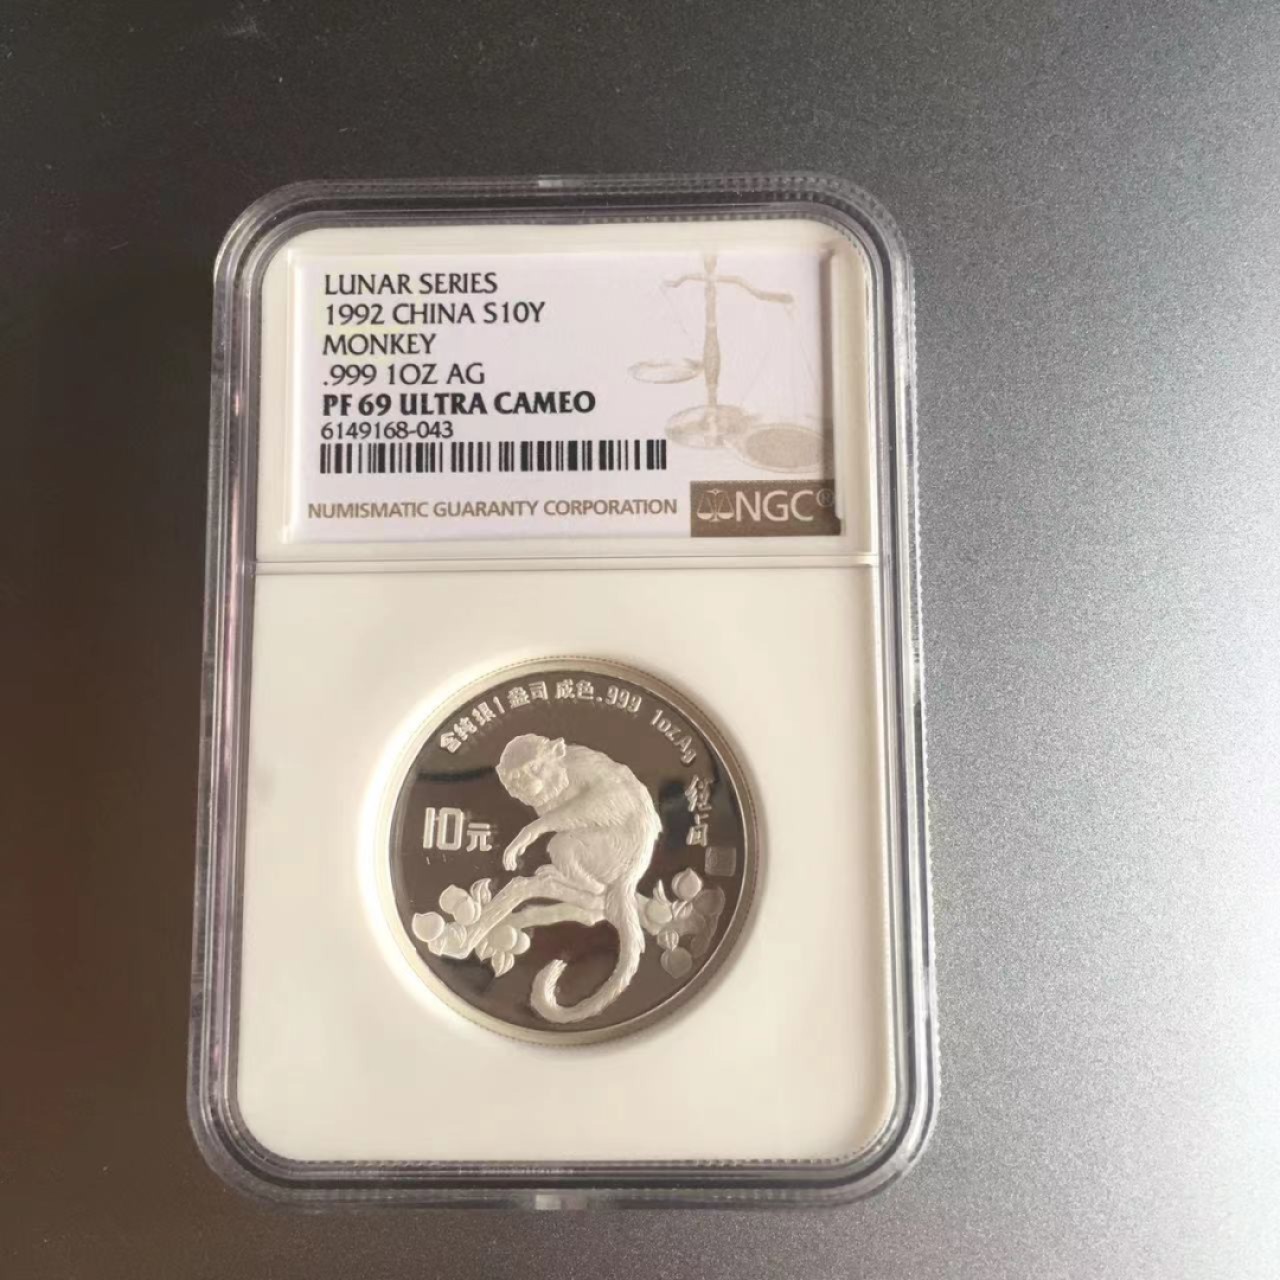 LUNAR SERIES
1992 CHINA S10Y
MONKEY
.999 1OZ AG
PF 69 ULTRA CAMEO
6149168-043
NUMISMATIC GUARANTY CORPORATION
NGC®
含纯银1盎司 成色.999 1oz Ag
10元